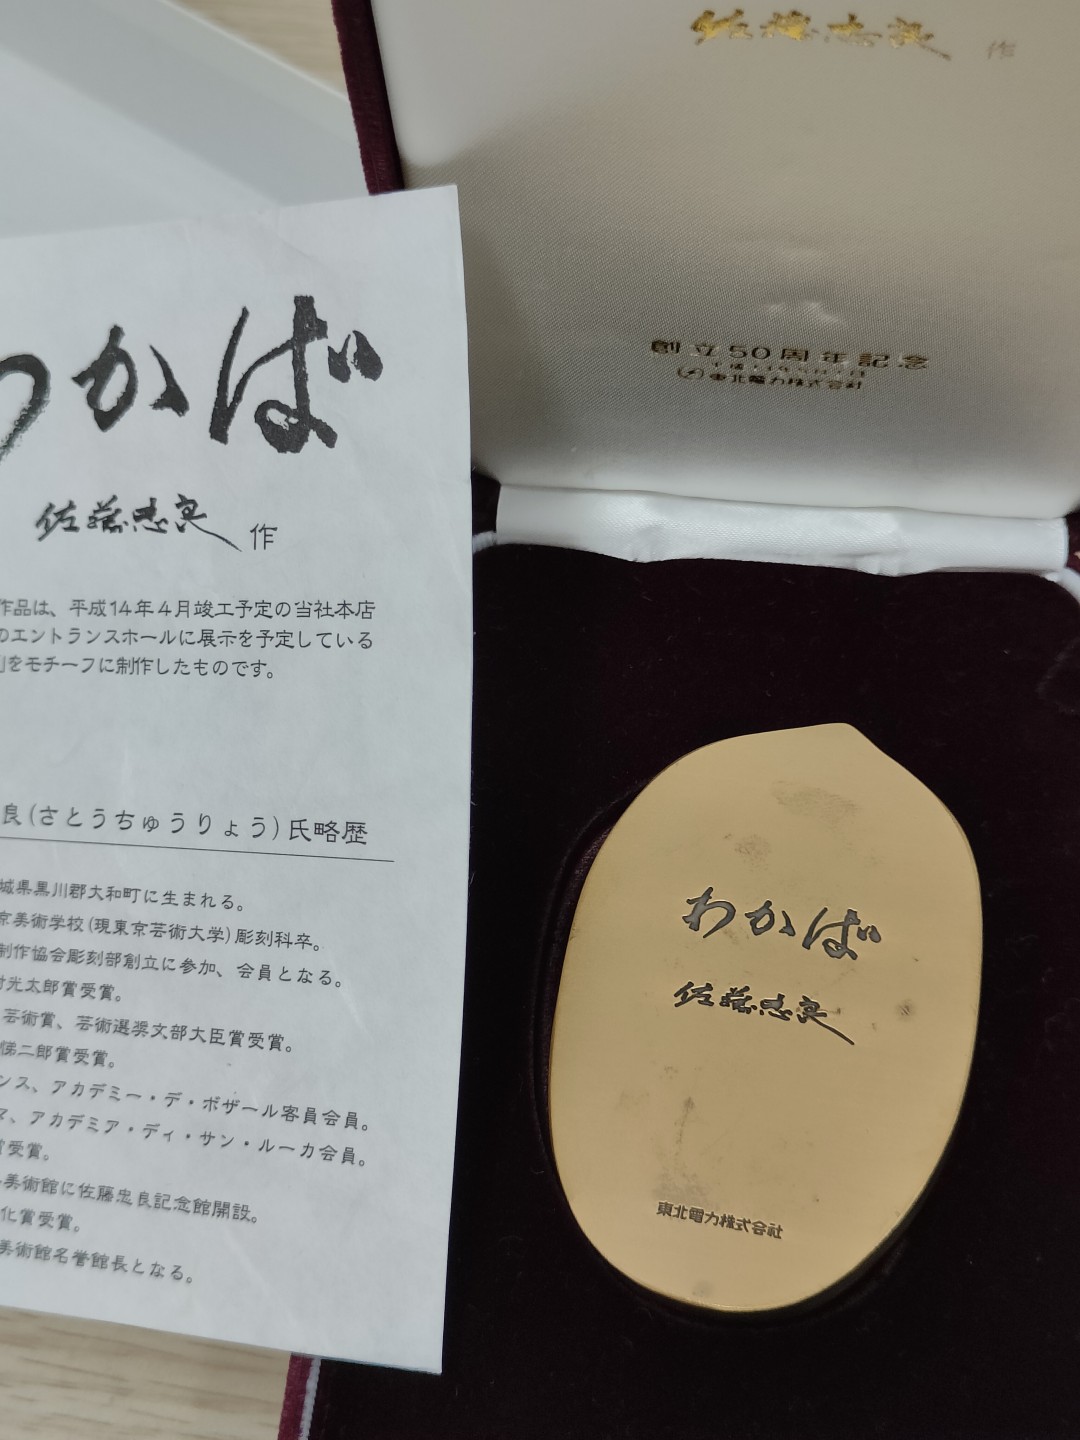 わかば
佐藤忠良 作
作品は、平成14年4月竣工予定の当社本店
のエントランスホールに展示を予定している
をモチーフに制作したものです。
良(さとうちゅうりょう)氏略歴
城県黒川郡大和町に生まれる。
京美術学校(現東京芸術大学)彫刻科卒。
制作協会彫刻部創立に参加、会員となる。
村光太郎賞受賞。
芸術賞、芸術選奨文部大臣賞受賞。
悌二郎賞受賞。
ンス、アカデミー・デ・ボザール客員会員。
マ、アカデミア・ディ・サン・ルーカ会員。
賞受賞。
美術館に佐藤忠良記念館開設。
化賞受賞。
美術館名誉館長となる。
佐藤忠良 作
創立50周年記念
東北電力株式会社
わかば
佐藤忠良
東北電力株式会社